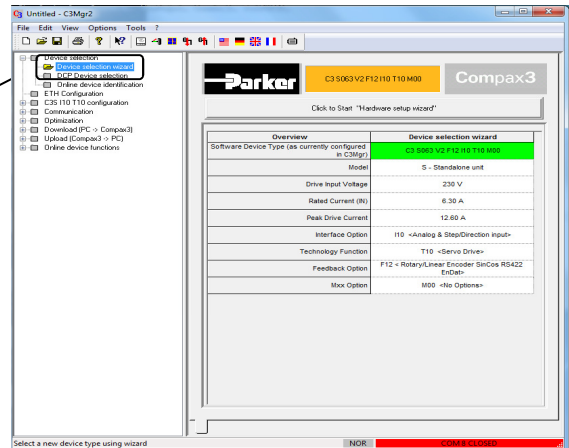 Untitled - C3Mgr2
File Edit View Options Tools ?
Device selection
Device selection wizard
DCP Device selection
Online device identification
ETH Configuration
C3S I10 T10 configuration
Communication
Optimization
Download (PC -> Compax3)
Upload (Compax3 -> PC)
Online device functions
Parker
C3 S063 V2 F12 I10 T10 M00
Compax3
Click to Start "Hardware setup wizard"
Overview Device selection wizard
Software Device Type (as currently configured in C3Mgr) C3 S063 V2 F12 I10 T10 M00
Model S - Standalone unit
Drive Input Voltage 230 V
Rated Current (IN) 6.30 A
Peak Drive Current 12.60 A
Interface Option I10 <Analog & Step/Direction input>
Technology Function T10 <Servo Drive>
Feedback Option F12 < Rotary/Linear Encoder SinCos RS422 EnDat>
Mxx Option M00 <No Options>
Select a new device type using wizard NOR COM 8 CLOSED